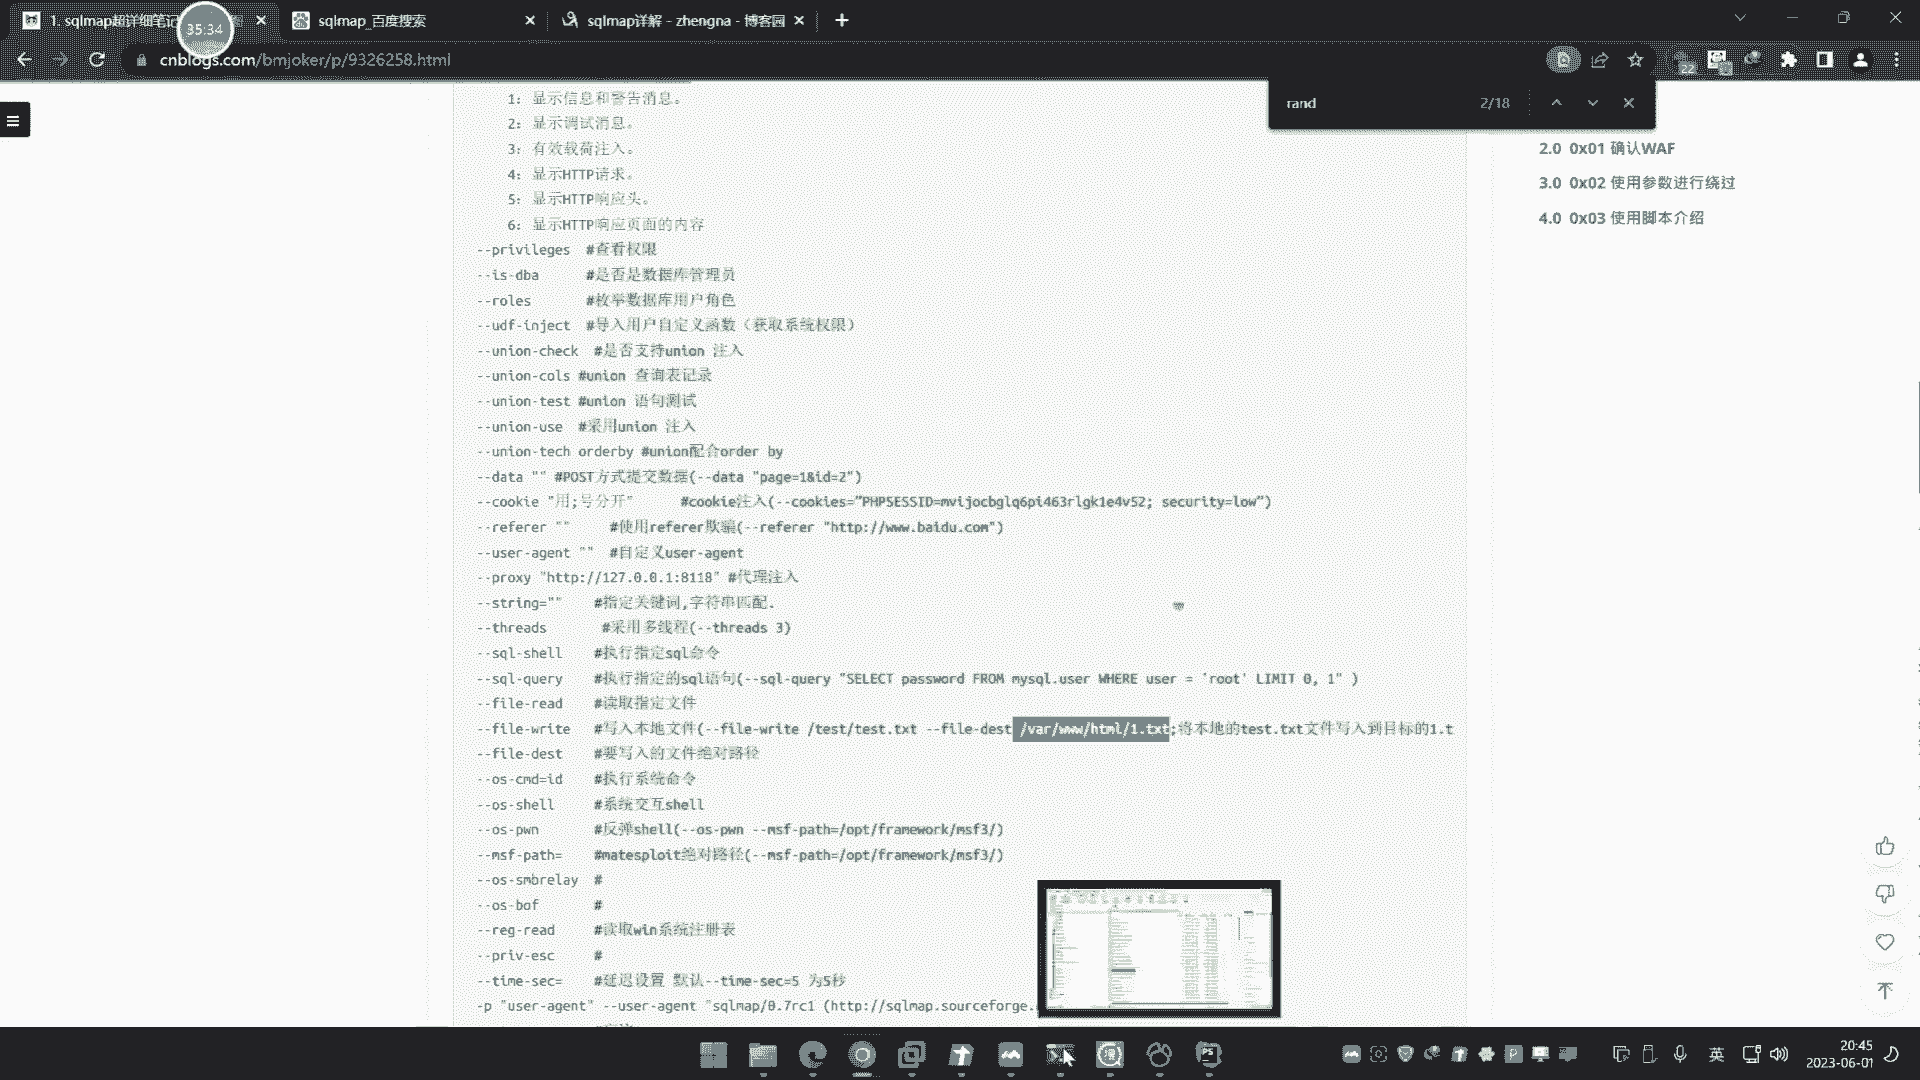 1. sqlmap超详细笔记
35:34
sqlmap_百度搜索
sqlmap详解 - zhengna - 博客园
cnblogs.com/bmjoker/p/9326258.html
22
rand
2/18
1：显示信息和警告消息。
2：显示调试消息。
3：有效载荷注入。
4：显示HTTP请求。
5：显示HTTP响应头。
6：显示HTTP响应页面的内容
--privileges #查看权限
--is-dba #是否是数据库管理员
--roles #枚举数据库用户角色
--udf-inject #导入用户自定义函数（获取系统权限）
--union-check #是否支持union 注入
--union-cols #union 查询表记录
--union-test #union 语句测试
--union-use #采用union 注入
--union-tech orderby #union配合order by
--data "" #POST方式提交数据(--data "page=1&id=2")
--cookie "用;号分开" #cookie注入(--cookies="PHPSESSID=mvijocbglq6pi463rlgk1e4v52; security=low")
--referer "" #使用referer欺骗(--referer "http://www.baidu.com")
--user-agent "" #自定义user-agent
--proxy "http://127.0.0.1:8118" #代理注入
--string="" #指定关键词,字符串匹配.
--threads #采用多线程(--threads 3)
--sql-shell #执行指定sql命令
--sql-query #执行指定的sql语句(--sql-query "SELECT password FROM mysql.user WHERE user = 'root' LIMIT 0, 1" )
--file-read #读取指定文件
--file-write #写入本地文件(--file-write /test/test.txt --file-dest /var/www/html/1.txt;将本地的test.txt文件写入到目标的1.t
--file-dest #要写入的文件绝对路径
--os-cmd=id #执行系统命令
--os-shell #系统交互shell
--os-pwn #反弹shell(--os-pwn --msf-path=/opt/framework/msf3/)
--msf-path= #matesploit绝对路径(--msf-path=/opt/framework/msf3/)
--os-smbrelay #
--os-bof #
--reg-read #读取win系统注册表
--priv-esc #
--time-sec= #延迟设置 默认--time-sec=5 为5秒
-p "user-agent" --user-agent "sqlmap/0.7rc1 (http://sqlmap.sourceforge.
2.0 0x01 确认WAF
3.0 0x02 使用参数进行绕过
4.0 0x03 使用脚本介绍
英
20:45
2023-06-01